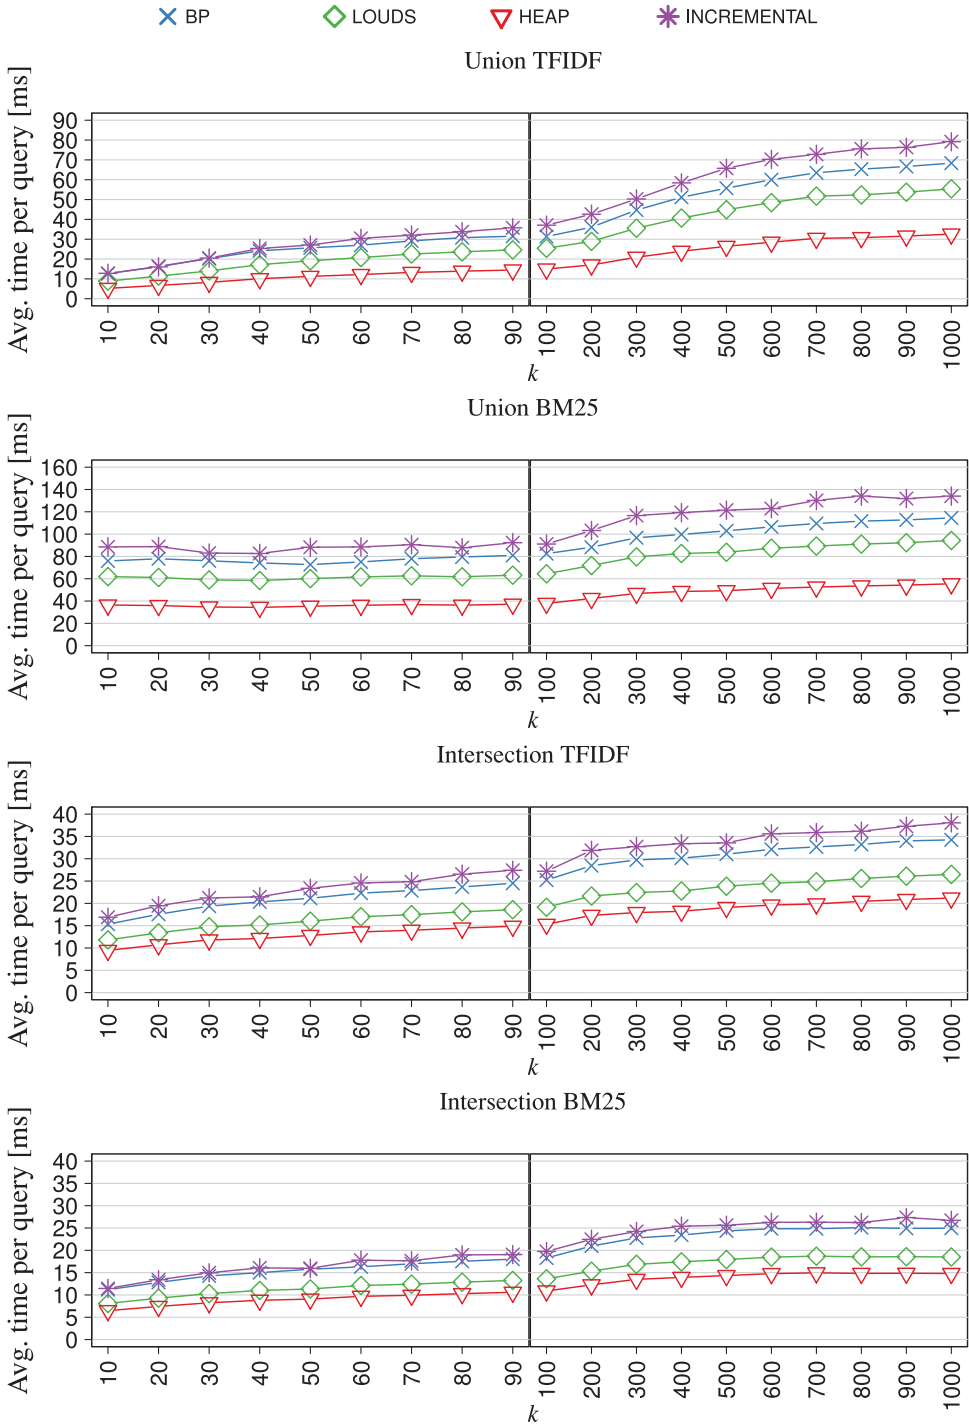 BP LOUDS HEAP INCREMENTAL
Union TFIDF
Avg. time per query [ms]
90
80
70
60
50
40
30
20
10
0
10 20 30 40 50 60 70 80 90 100 200 300 400 500 600 700 800 900 1000
k
Union BM25
Avg. time per query [ms]
160
140
120
100
80
60
40
20
0
10 20 30 40 50 60 70 80 90 100 200 300 400 500 600 700 800 900 1000
k
Intersection TFIDF
Avg. time per query [ms]
40
35
30
25
20
15
10
5
0
10 20 30 40 50 60 70 80 90 100 200 300 400 500 600 700 800 900 1000
k
Intersection BM25
Avg. time per query [ms]
40
35
30
25
20
15
10
5
0
10 20 30 40 50 60 70 80 90 100 200 300 400 500 600 700 800 900 1000
k